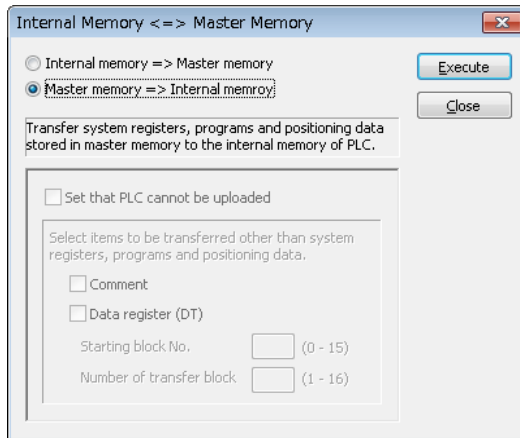 Internal Memory <=> Master Memory
Internal memory => Master memory
Master memory => Internal memroy
Execute
Close
Transfer system registers, programs and positioning data
stored in master memory to the internal memory of PLC.
Set that PLC cannot be uploaded
Select items to be transferred other than system
registers, programs and positioning data.
Comment
Data register (DT)
Starting block No. (0 - 15)
Number of transfer block (1 - 16)